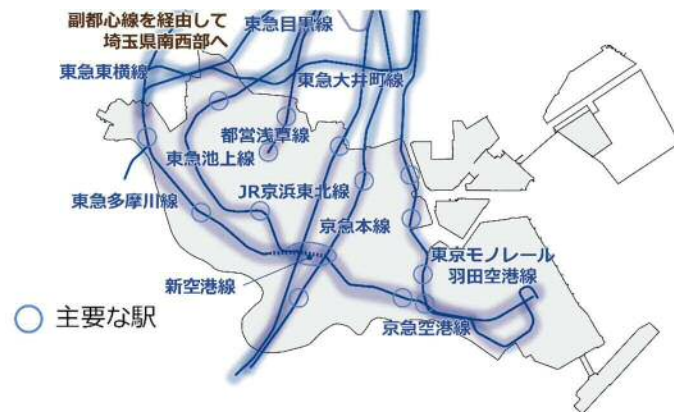 副都心線を経由して
埼玉県南西部へ
東急目黒線
東急東横線
東急大井町線
都営浅草線
東急池上線
JR京浜東北線
東急多摩川線
京急本線
東京モノレール
羽田空港線
新空港線
京急空港線
主要な駅